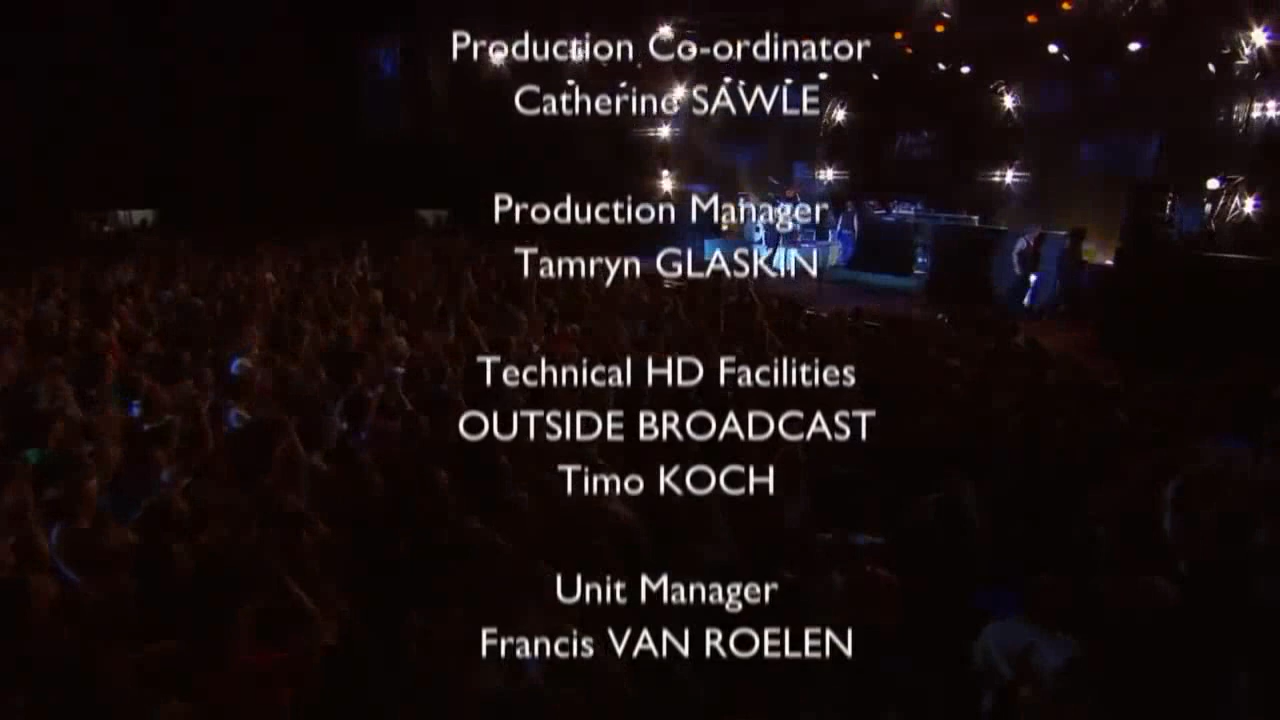 Production Co-ordinator
Catherine SAWLE
Production Manager
Tamryn GLASKIN
Technical HD Facilities
OUTSIDE BROADCAST
Timo KOCH
Unit Manager
Francis VAN ROELEN